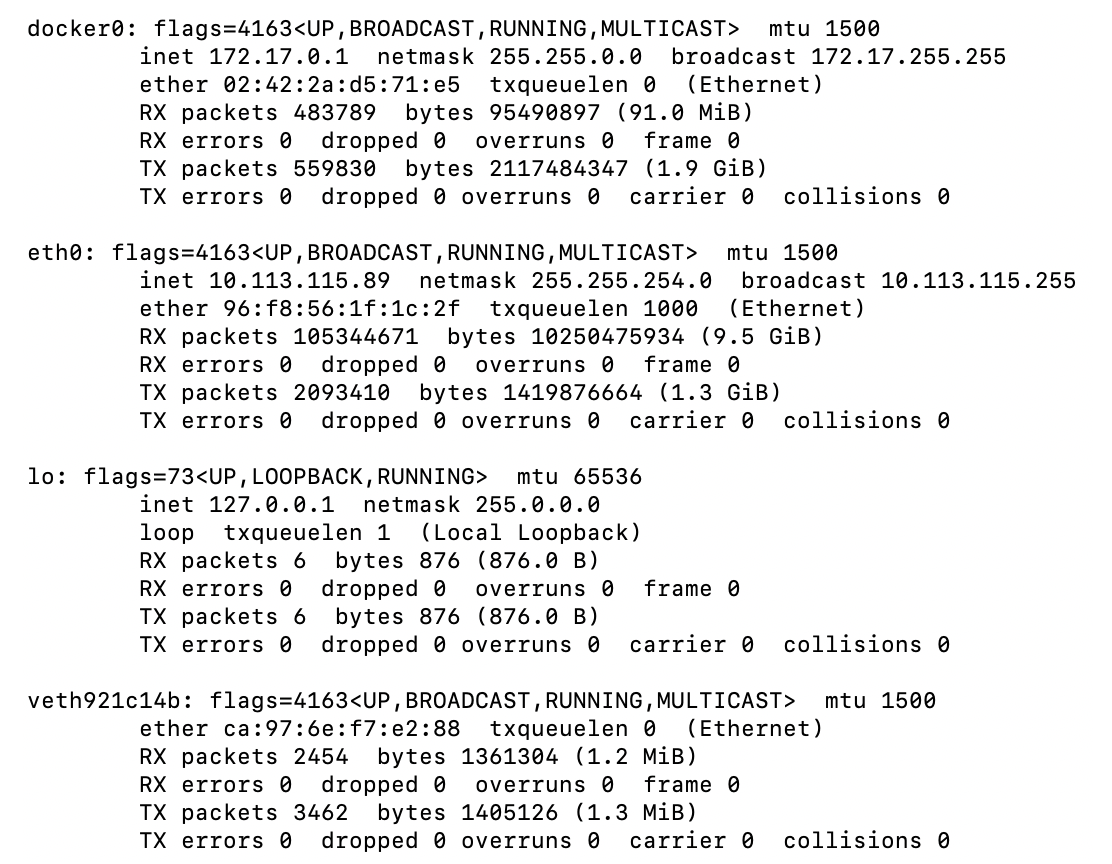 docker0: flags=4163<UP,BROADCAST,RUNNING,MULTICAST>  mtu 1500
        inet 172.17.0.1  netmask 255.255.0.0  broadcast 172.17.255.255
        ether 02:42:2a:d5:71:e5  txqueuelen 0  (Ethernet)
        RX packets 483789  bytes 95490897 (91.0 MiB)
        RX errors 0  dropped 0  overruns 0  frame 0
        TX packets 559830  bytes 2117484347 (1.9 GiB)
        TX errors 0  dropped 0 overruns 0  carrier 0  collisions 0

eth0: flags=4163<UP,BROADCAST,RUNNING,MULTICAST>  mtu 1500
        inet 10.113.115.89  netmask 255.255.254.0  broadcast 10.113.115.255
        ether 96:f8:56:1f:1c:2f  txqueuelen 1000  (Ethernet)
        RX packets 105344671  bytes 10250475934 (9.5 GiB)
        RX errors 0  dropped 0  overruns 0  frame 0
        TX packets 2093410  bytes 1419876664 (1.3 GiB)
        TX errors 0  dropped 0 overruns 0  carrier 0  collisions 0

lo: flags=73<UP,LOOPBACK,RUNNING>  mtu 65536
        inet 127.0.0.1  netmask 255.0.0.0
        loop  txqueuelen 1  (Local Loopback)
        RX packets 6  bytes 876 (876.0 B)
        RX errors 0  dropped 0  overruns 0  frame 0
        TX packets 6  bytes 876 (876.0 B)
        TX errors 0  dropped 0 overruns 0  carrier 0  collisions 0

veth921c14b: flags=4163<UP,BROADCAST,RUNNING,MULTICAST>  mtu 1500
        ether ca:97:6e:f7:e2:88  txqueuelen 0  (Ethernet)
        RX packets 2454  bytes 1361304 (1.2 MiB)
        RX errors 0  dropped 0  overruns 0  frame 0
        TX packets 3462  bytes 1405126 (1.3 MiB)
        TX errors 0  dropped 0 overruns 0  carrier 0  collisions 0